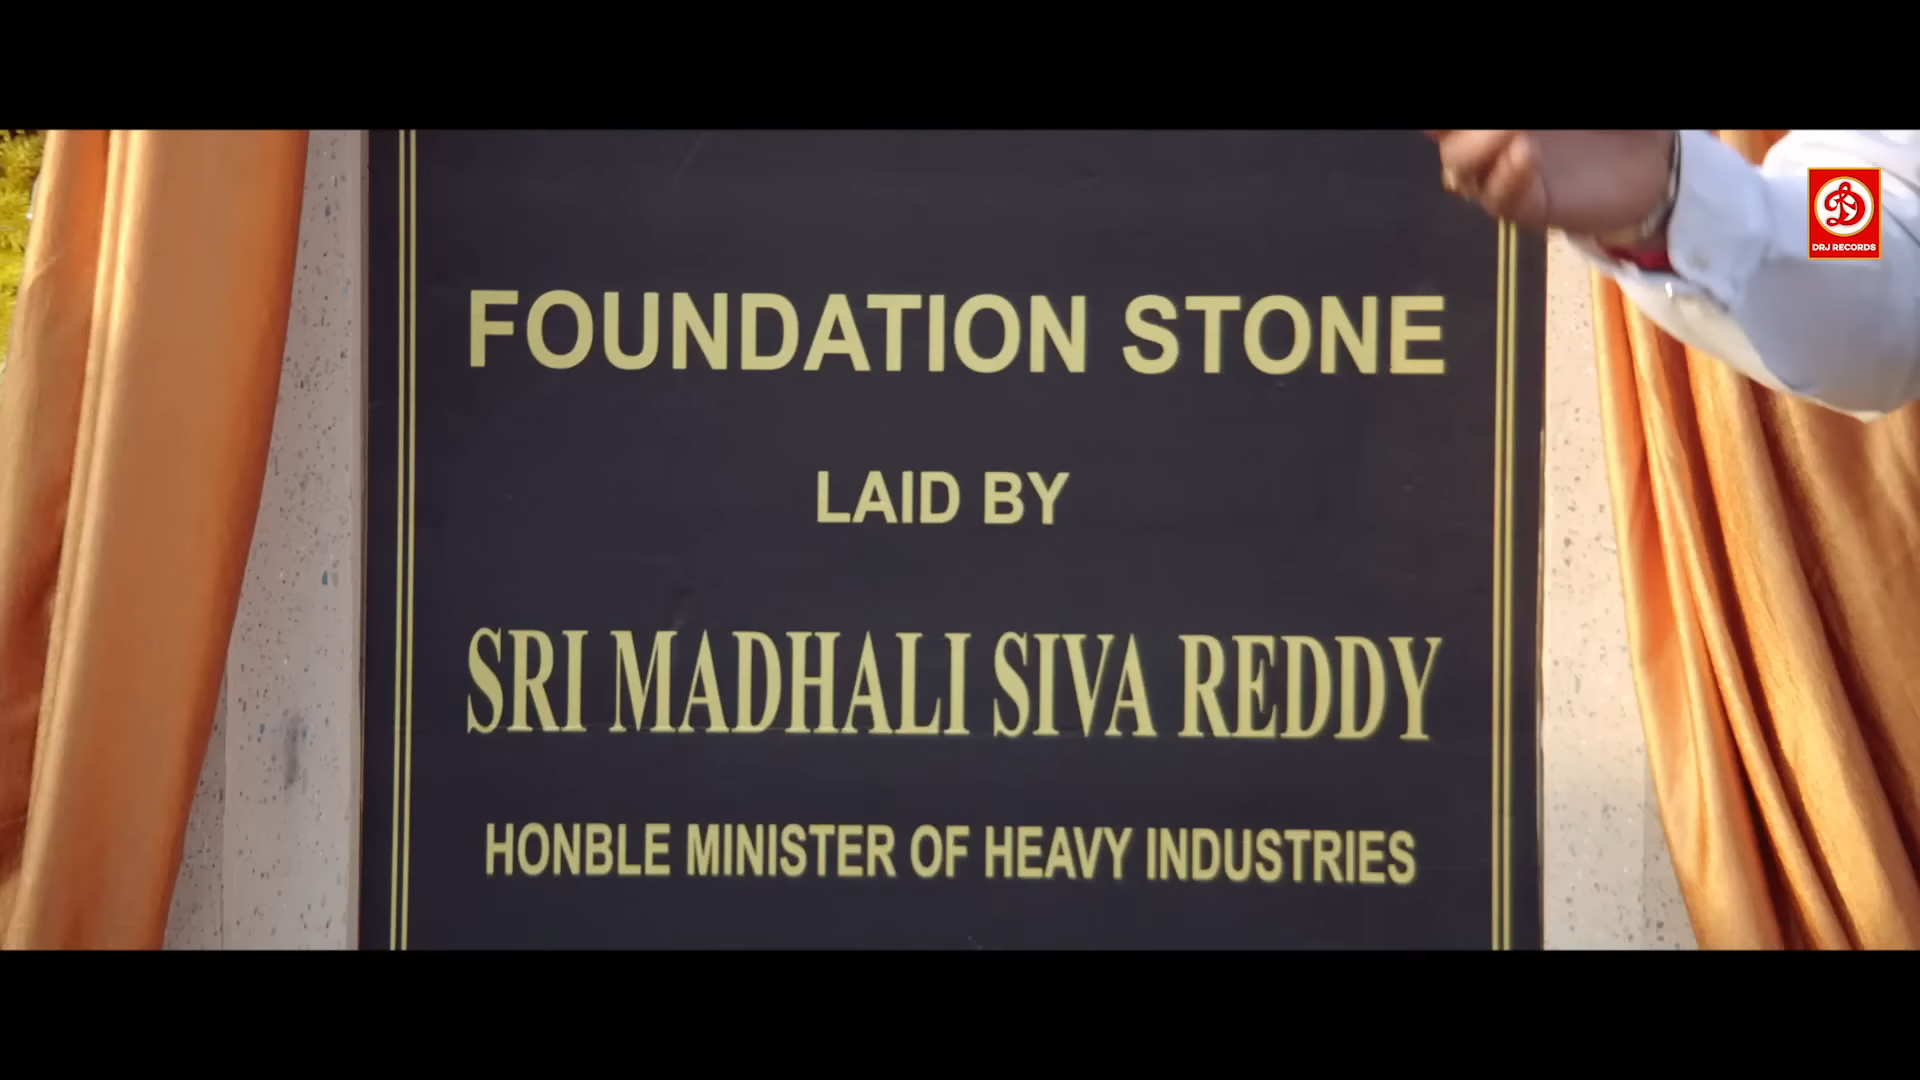 FOUNDATION STONE
LAID BY
SRI MADHALI SIVA REDDY
HONBLE MINISTER OF HEAVY INDUSTRIES
DRJ RECORDS